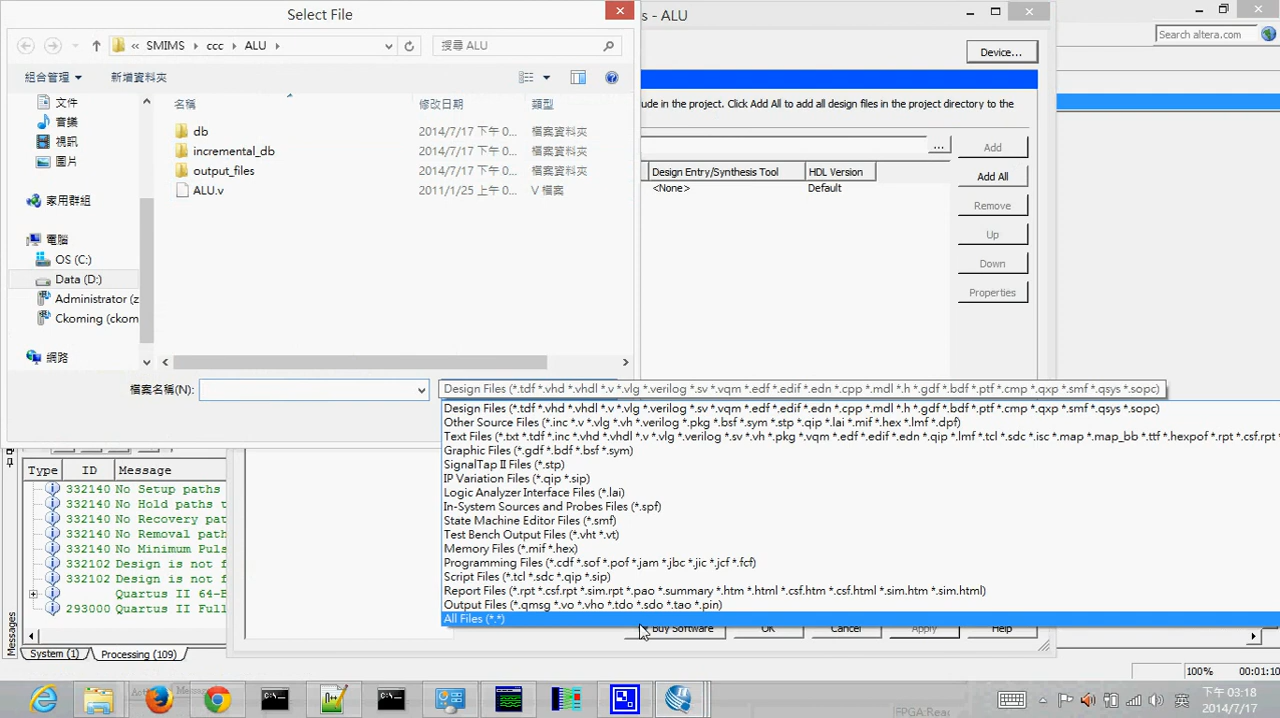 Select File
s - ALU
« SMIMS ▸ ccc ▸ ALU ▸
搜尋 ALU
Search altera.com
Device...
組合管理
新增資料夾
ude in the project. Click Add All to add all design files in the project directory to the
文件
音樂
視訊
圖片
家用群組
電腦
OS (C:)
Data (D:)
Administrator (z
Ckoming (ckom
網路
名稱
修改日期
類型
db
2014/7/17 下午 0...
檔案資料夾
incremental_db
2014/7/17 下午 0...
檔案資料夾
output_files
2014/7/17 下午 0...
檔案資料夾
ALU.v
2011/1/25 上午 0...
V 檔案
...
Add
Design Entry/Synthesis Tool
HDL Version
<None>
Default
Add All
Remove
Up
Down
Properties
檔案名稱(N):
Design Files (*.tdf *.vhd *.vhdl *.v *.vlg *.verilog *.sv *.vqm *.edf *.edif *.edn *.cpp *.mdl *.h *.gdf *.bdf *.ptf *.cmp *.qxp *.smf *.qsys *.sopc)
Design Files (*.tdf *.vhd *.vhdl *.v *.vlg *.verilog *.sv *.vqm *.edf *.edif *.edn *.cpp *.mdl *.h *.gdf *.bdf *.ptf *.cmp *.qxp *.smf *.qsys *.sopc)
Other Source Files (*.inc *.v *.vlg *.vh *.verilog *.pkg *.bsf *.sym *.stp *.qip *.lai *.mif *.hex *.lmf *.dpf)
Text Files (*.txt *.tdf *.inc *.vhd *.vhdl *.v *.vlg *.verilog *.sv *.vh *.pkg *.vqm *.edf *.edif *.edn *.qip *.lmf *.tcl *.sdc *.isc *.map *.map_bb *.ttf *.hexpof *.rpt *.csf.rpt
Graphic Files (*.gdf *.bdf *.bsf *.sym)
SignalTap II Files (*.stp)
IP Variation Files (*.qip *.sip)
Logic Analyzer Interface Files (*.lai)
In-System Sources and Probes Files (*.spf)
State Machine Editor Files (*.smf)
Test Bench Output Files (*.vht *.vt)
Memory Files (*.mif *.hex)
Programming Files (*.cdf *.sof *.pof *.jam *.jbc *.jic *.jcf *.fcf)
Script Files (*.tcl *.sdc *.qip *.sip)
Report Files (*.rpt *.csf.rpt *.sim.rpt *.pao *.summary *.htm *.html *.csf.htm *.csf.html *.sim.htm *.sim.html)
Output Files (*.qmsg *.vo *.vho *.tdo *.sdo *.tao *.pin)
All Files (*.*)
Buy Software
OK
Cancel
Apply
Help
Type
ID
Message
332140 No Setup paths
332140 No Hold paths t
332140 No Recovery pat
332140 No Removal path
332140 No Minimum Puls
332102 Design is not f
332102 Design is not f
Quartus II 64-B
293000 Quartus II Full
Messages
System (1)
Processing (109)
100%
00:01:10
英
下午 03:18
2014/7/17